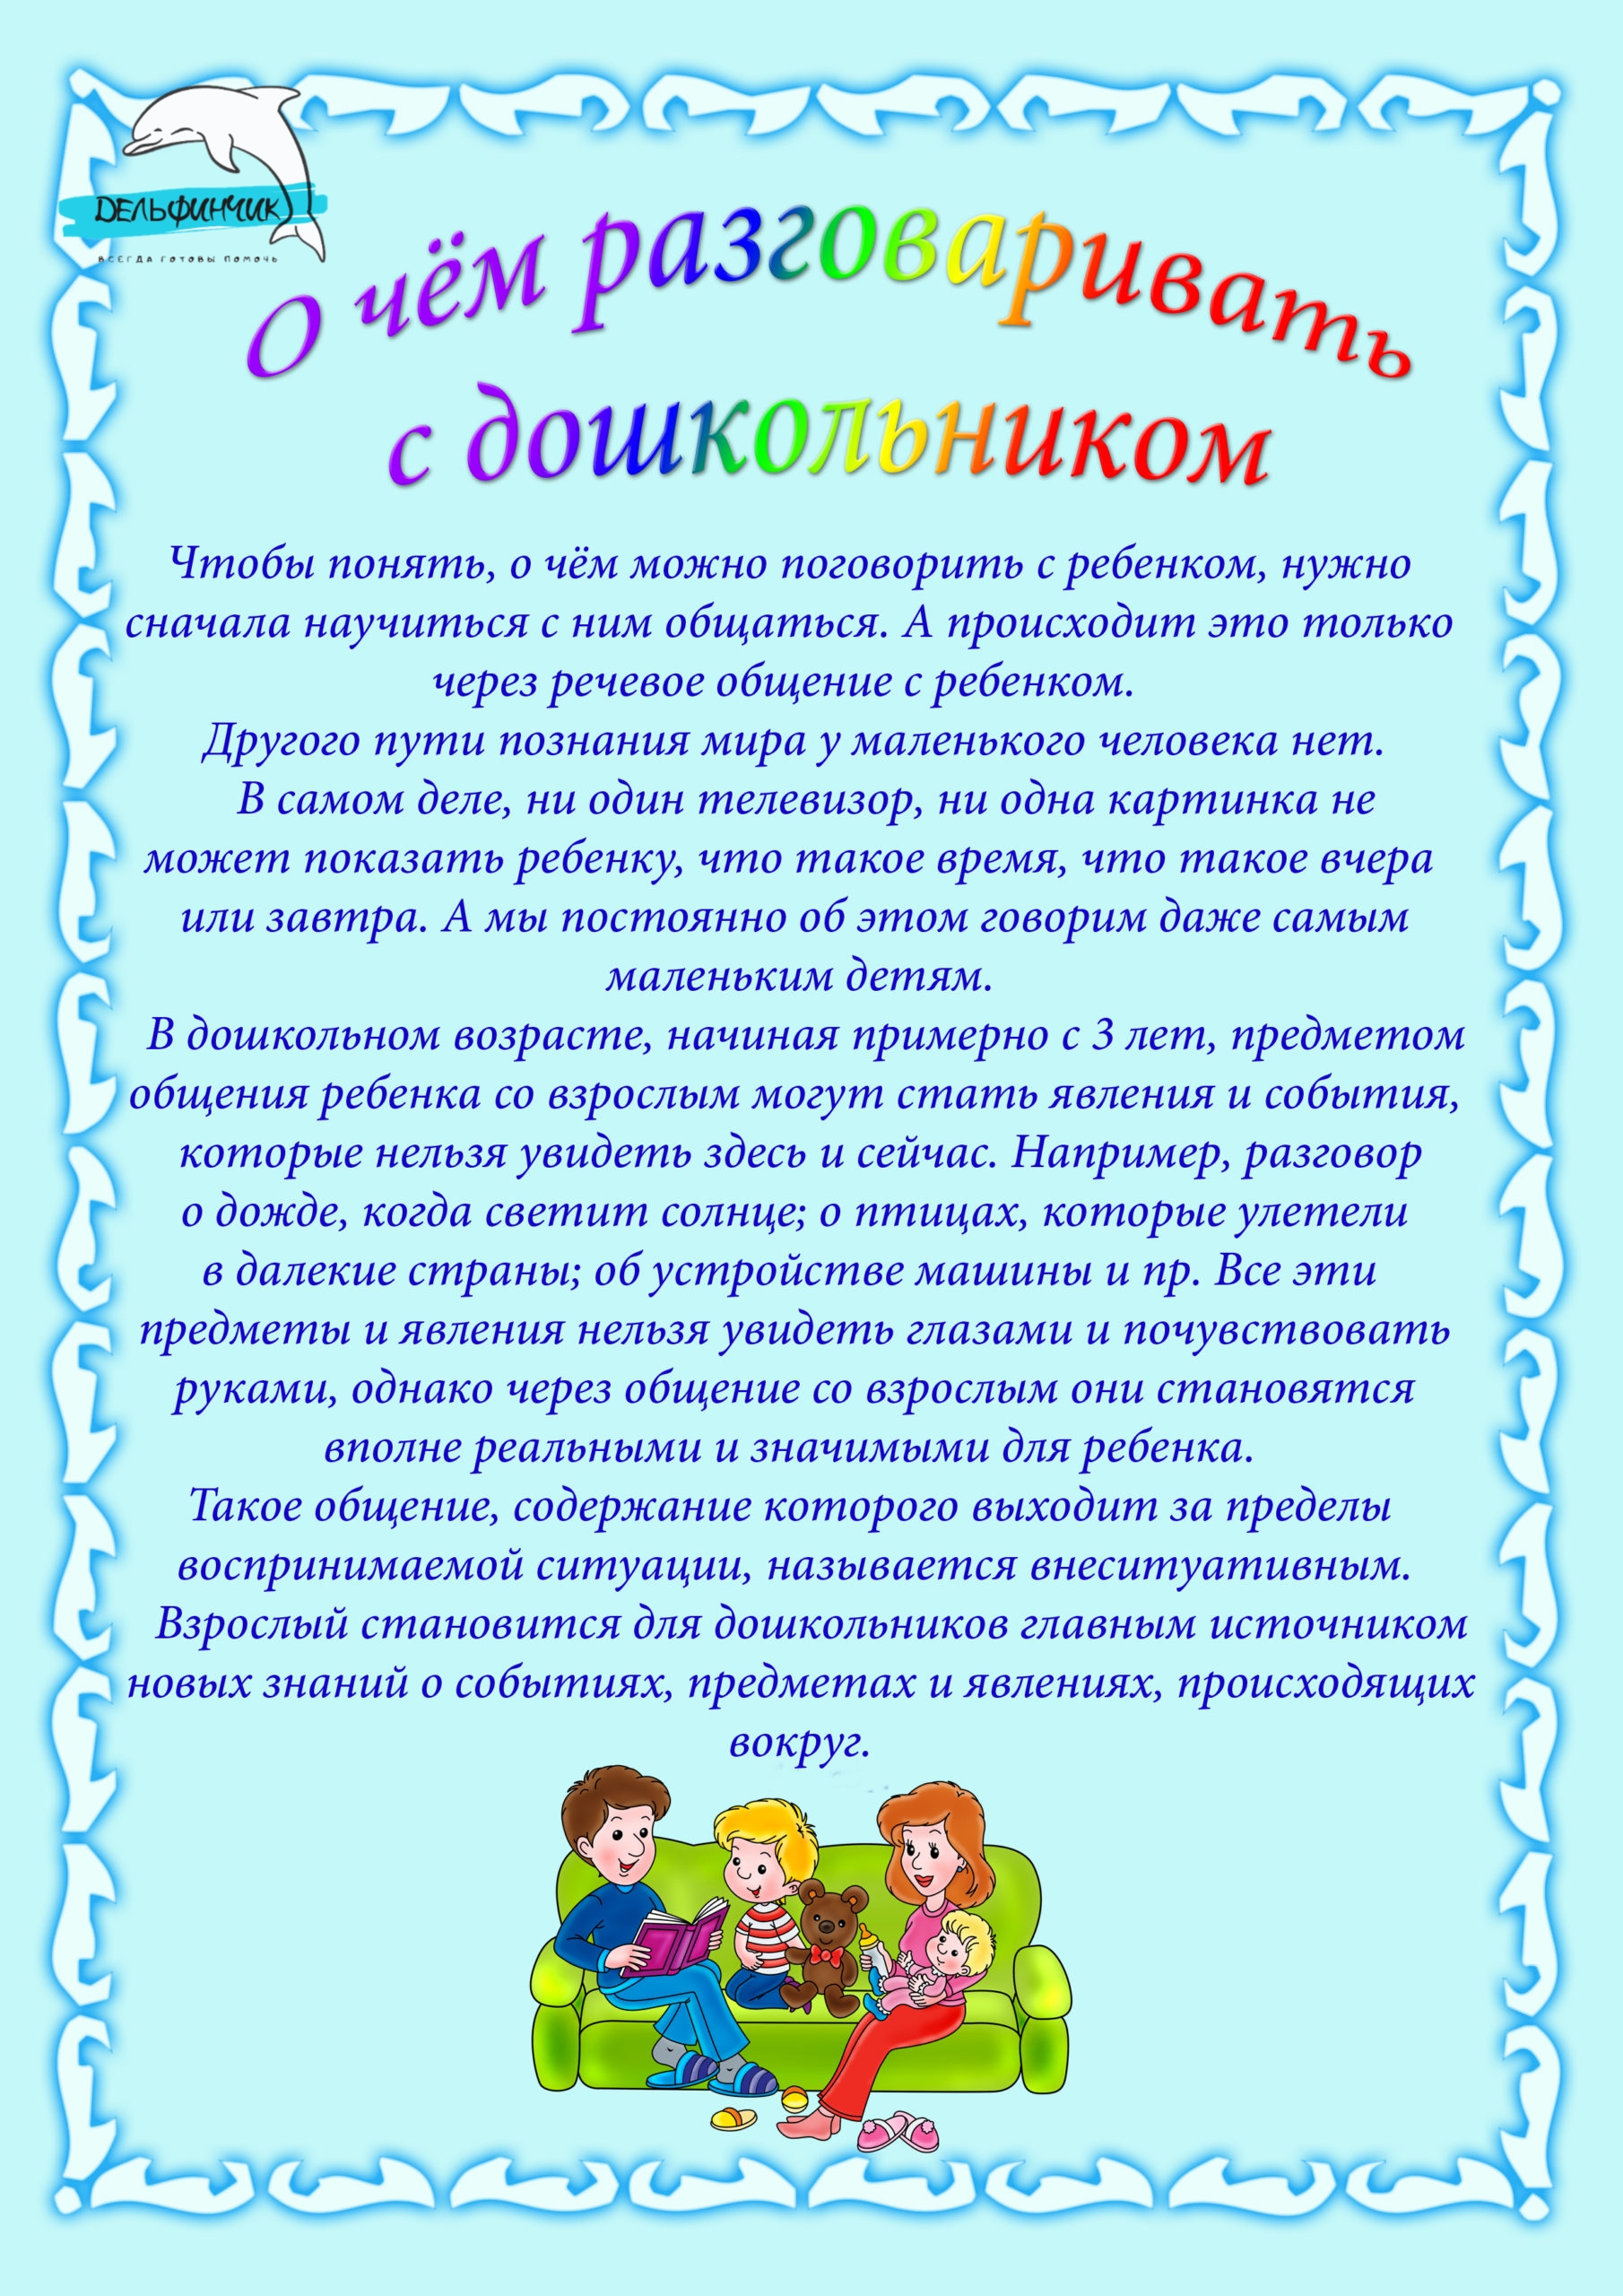 ДЕЛЬФИНЧИК
ВСЕГДА ГОТОВЫ ПОМОЧЬ
О чём разговаривать
с дошкольником
Чтобы понять, о чём можно поговорить с ребенком, нужно
сначала научиться с ним общаться. А происходит это только
через речевое общение с ребенком.
Другого пути познания мира у маленького человека нет.
В самом деле, ни один телевизор, ни одна картинка не
может показать ребенку, что такое время, что такое вчера
или завтра. А мы постоянно об этом говорим даже самым
маленьким детям.
В дошкольном возрасте, начиная примерно с 3 лет, предметом
общения ребенка со взрослым могут стать явления и события,
которые нельзя увидеть здесь и сейчас. Например, разговор
о дожде, когда светит солнце; о птицах, которые улетели
в далекие страны; об устройстве машины и пр. Все эти
предметы и явления нельзя увидеть глазами и почувствовать
руками, однако через общение со взрослым они становятся
вполне реальными и значимыми для ребенка.
Такое общение, содержание которого выходит за пределы
воспринимаемой ситуации, называется внеситуативным.
Взрослый становится для дошкольников главным источником
новых знаний о событиях, предметах и явлениях, происходящих
вокруг.